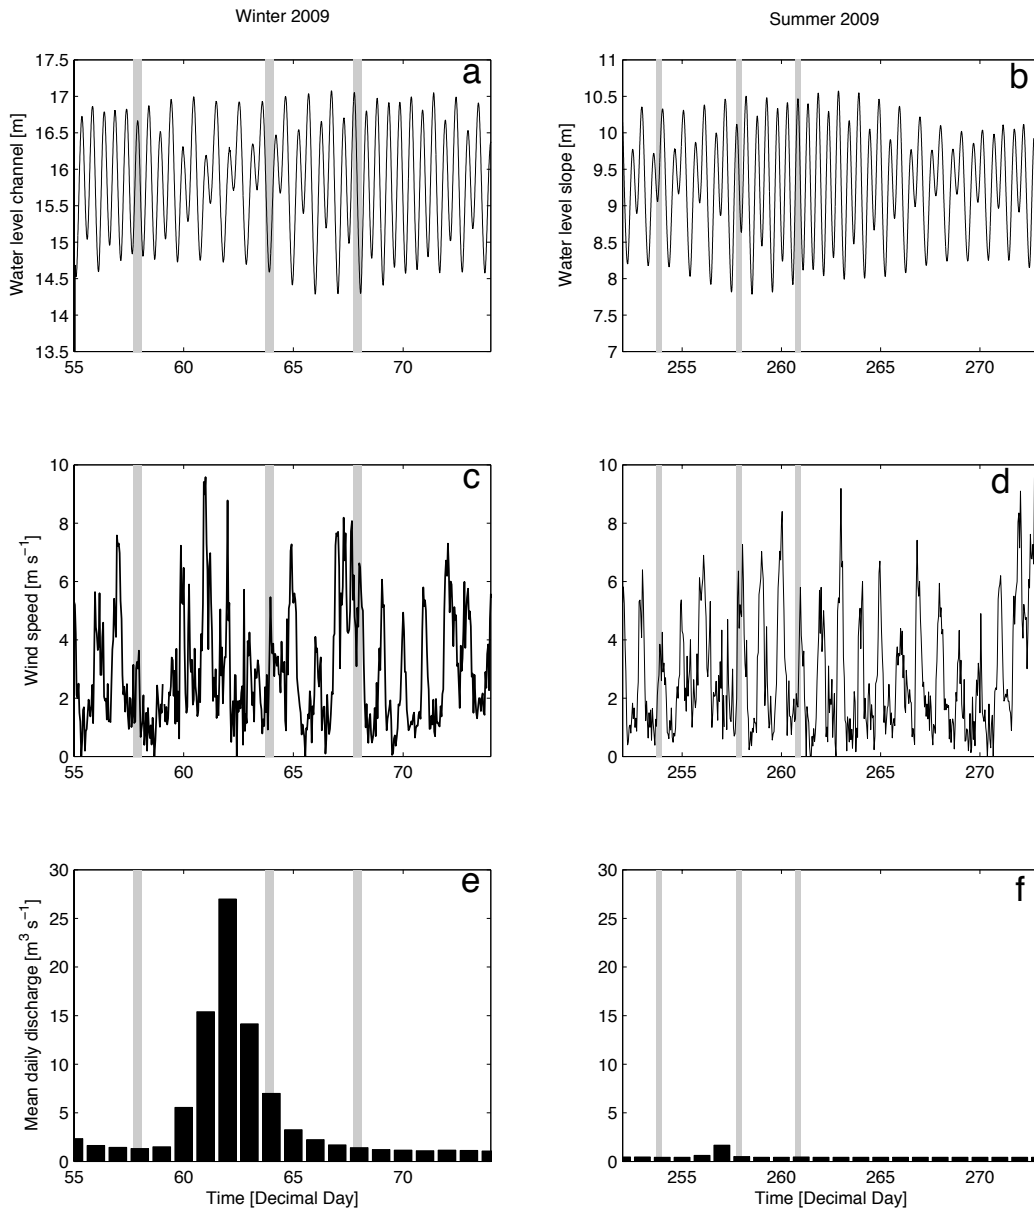 Winter 2009
Summer 2009
a
17.5
17
16.5
16
15.5
15
14.5
14
13.5
Water level channel [m]
55 60 65 70
b
11
10.5
10
9.5
9
8.5
8
7.5
7
Water level slope [m]
255 260 265 270
c
10
8
6
4
2
0
Wind speed [m s⁻¹]
55 60 65 70
d
10
8
6
4
2
0
Wind speed [m s⁻¹]
255 260 265 270
e
30
25
20
15
10
5
0
Mean daily discharge [m³ s⁻¹]
55 60 65 70
Time [Decimal Day]
f
30
25
20
15
10
5
0
255 260 265 270
Time [Decimal Day]